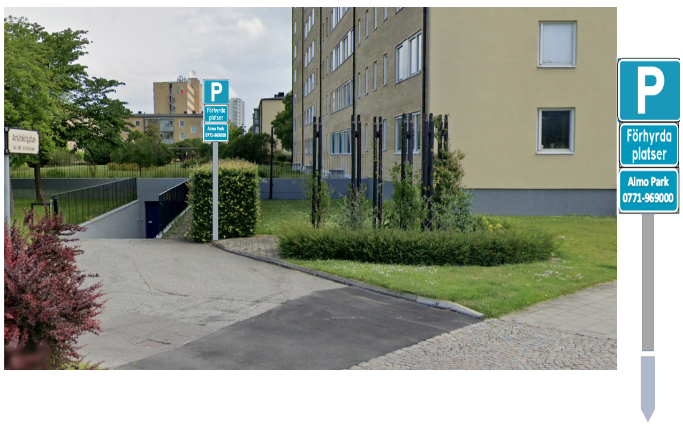 P
Förhyrda
platser
Aimo Park
0771-969000
P
Förhyrda
platser
Aimo Park
0771-969000